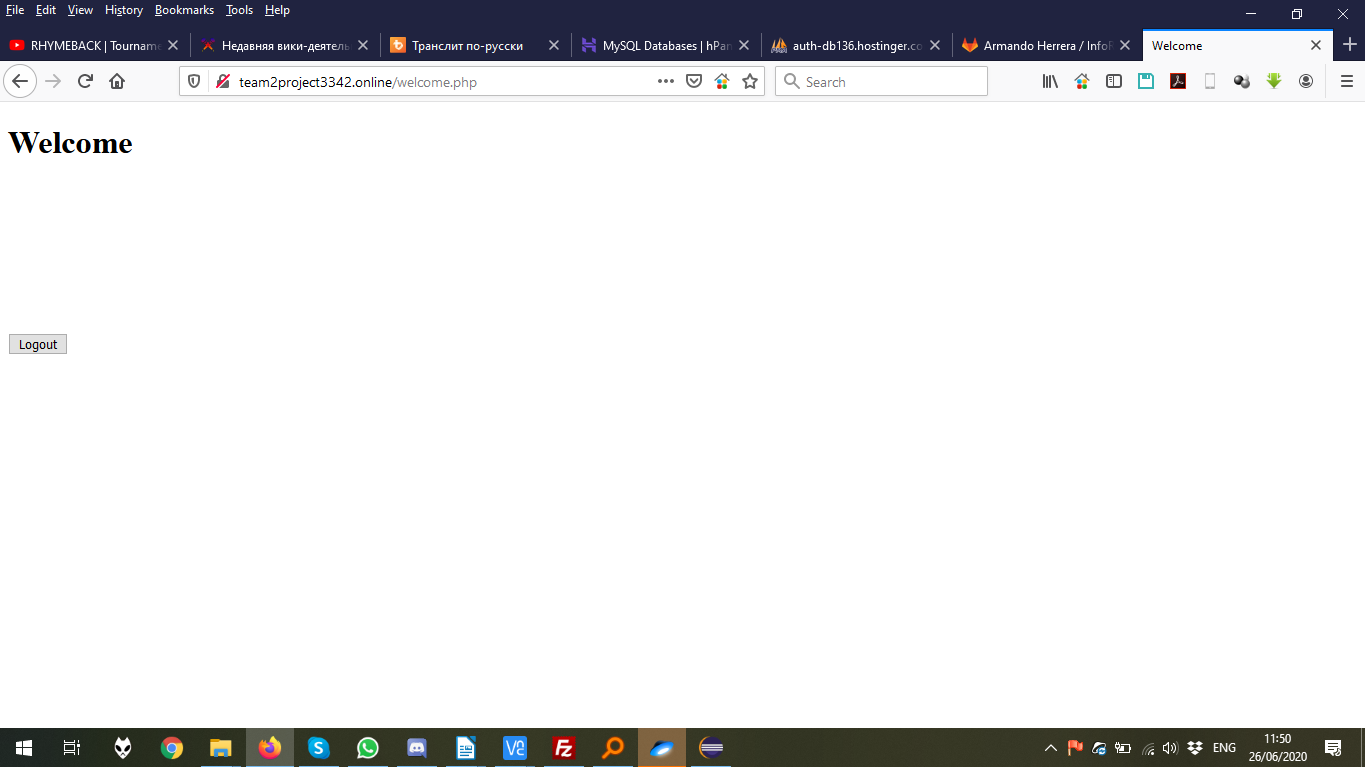 File Edit View History Bookmarks Tools Help
RHYMEBACK | Tourname
Недавняя вики-деятель
Транслит по-русски
MySQL Databases | hPan
auth-db136.hostinger.co
Armando Herrera / InfoF
Welcome
team2project3342.online/welcome.php
Search
Welcome
Logout
ENG
11:50
26/06/2020